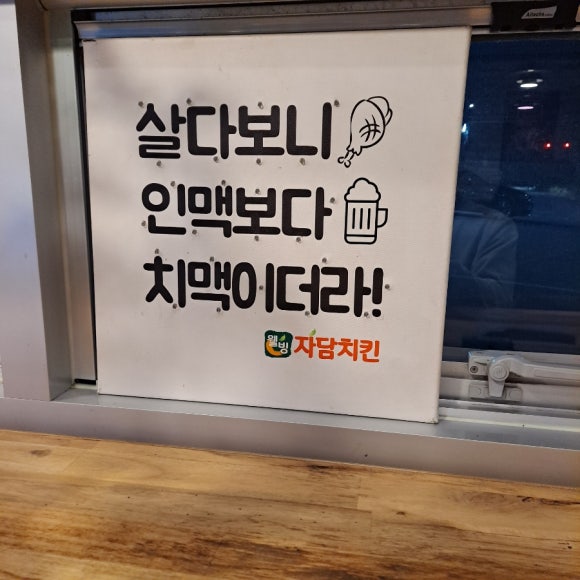 살다보니
인맥보다
치맥이더라!
웰빙 자담치킨